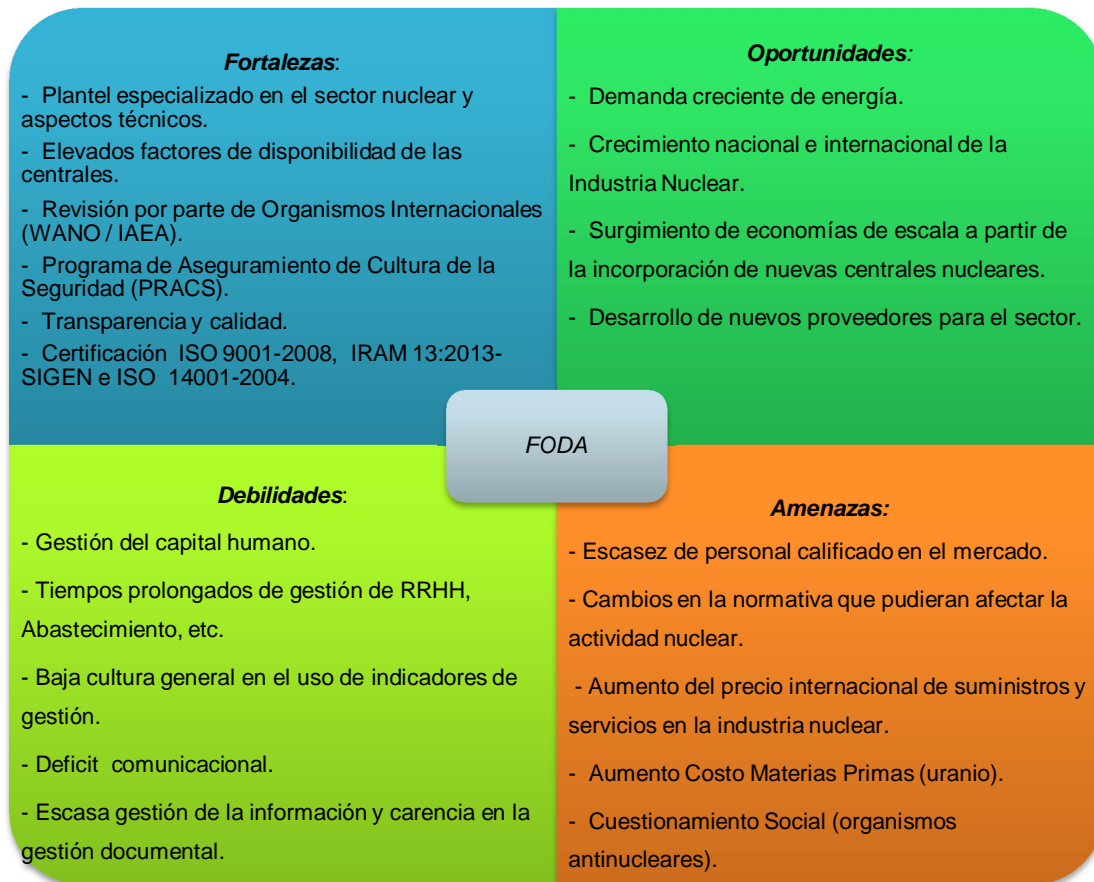 Fortalezas:
- Plantel especializado en el sector nuclear y
aspectos técnicos.
- Elevados factores de disponibilidad de las
centrales.
- Revisión por parte de Organismos Internacionales
(WANO / IAEA).
- Programa de Aseguramiento de Cultura de la
Seguridad (PRACS).
- Transparencia y calidad.
- Certificación ISO 9001-2008, IRAM 13:2013-
SIGEN e ISO 14001-2004.
Oportunidades:
- Demanda creciente de energía.
- Crecimiento nacional e internacional de la
Industria Nuclear.
- Surgimiento de economías de escala a partir de
la incorporación de nuevas centrales nucleares.
- Desarrollo de nuevos proveedores para el sector.
FODA
Debilidades:
- Gestión del capital humano.
- Tiempos prolongados de gestión de RRHH,
Abastecimiento, etc.
- Baja cultura general en el uso de indicadores de
gestión.
- Deficit comunicacional.
- Escasa gestión de la información y carencia en la
gestión documental.
Amenazas:
- Escasez de personal calificado en el mercado.
- Cambios en la normativa que pudieran afectar la
actividad nuclear.
- Aumento del precio internacional de suministros y
servicios en la industria nuclear.
- Aumento Costo Materias Primas (uranio).
- Cuestionamiento Social (organismos
antinucleares).